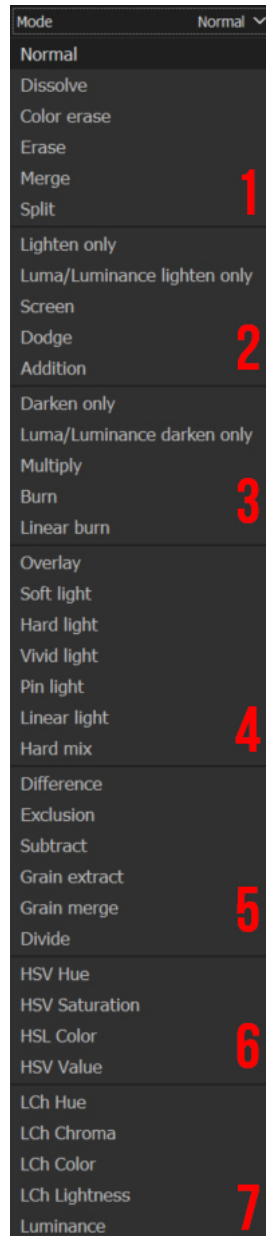 Mode Normal
Normal
Dissolve
Color erase
Erase
Merge
Split
1
Lighten only
Luma/Luminance lighten only
Screen
Dodge
Addition
2
Darken only
Luma/Luminance darken only
Multiply
Burn
Linear burn
3
Overlay
Soft light
Hard light
Vivid light
Pin light
Linear light
Hard mix
4
Difference
Exclusion
Subtract
Grain extract
Grain merge
Divide
5
HSV Hue
HSV Saturation
HSL Color
HSV Value
6
LCh Hue
LCh Chroma
LCh Color
LCh Lightness
Luminance
7